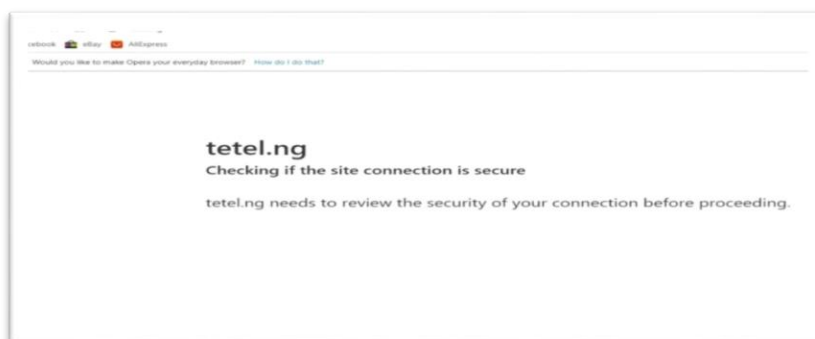 cebook eBay AliExpress
Would you like to make Opera your everyday browser? How do I do that?
tetel.ng
Checking if the site connection is secure
tetel.ng needs to review the security of your connection before proceeding.